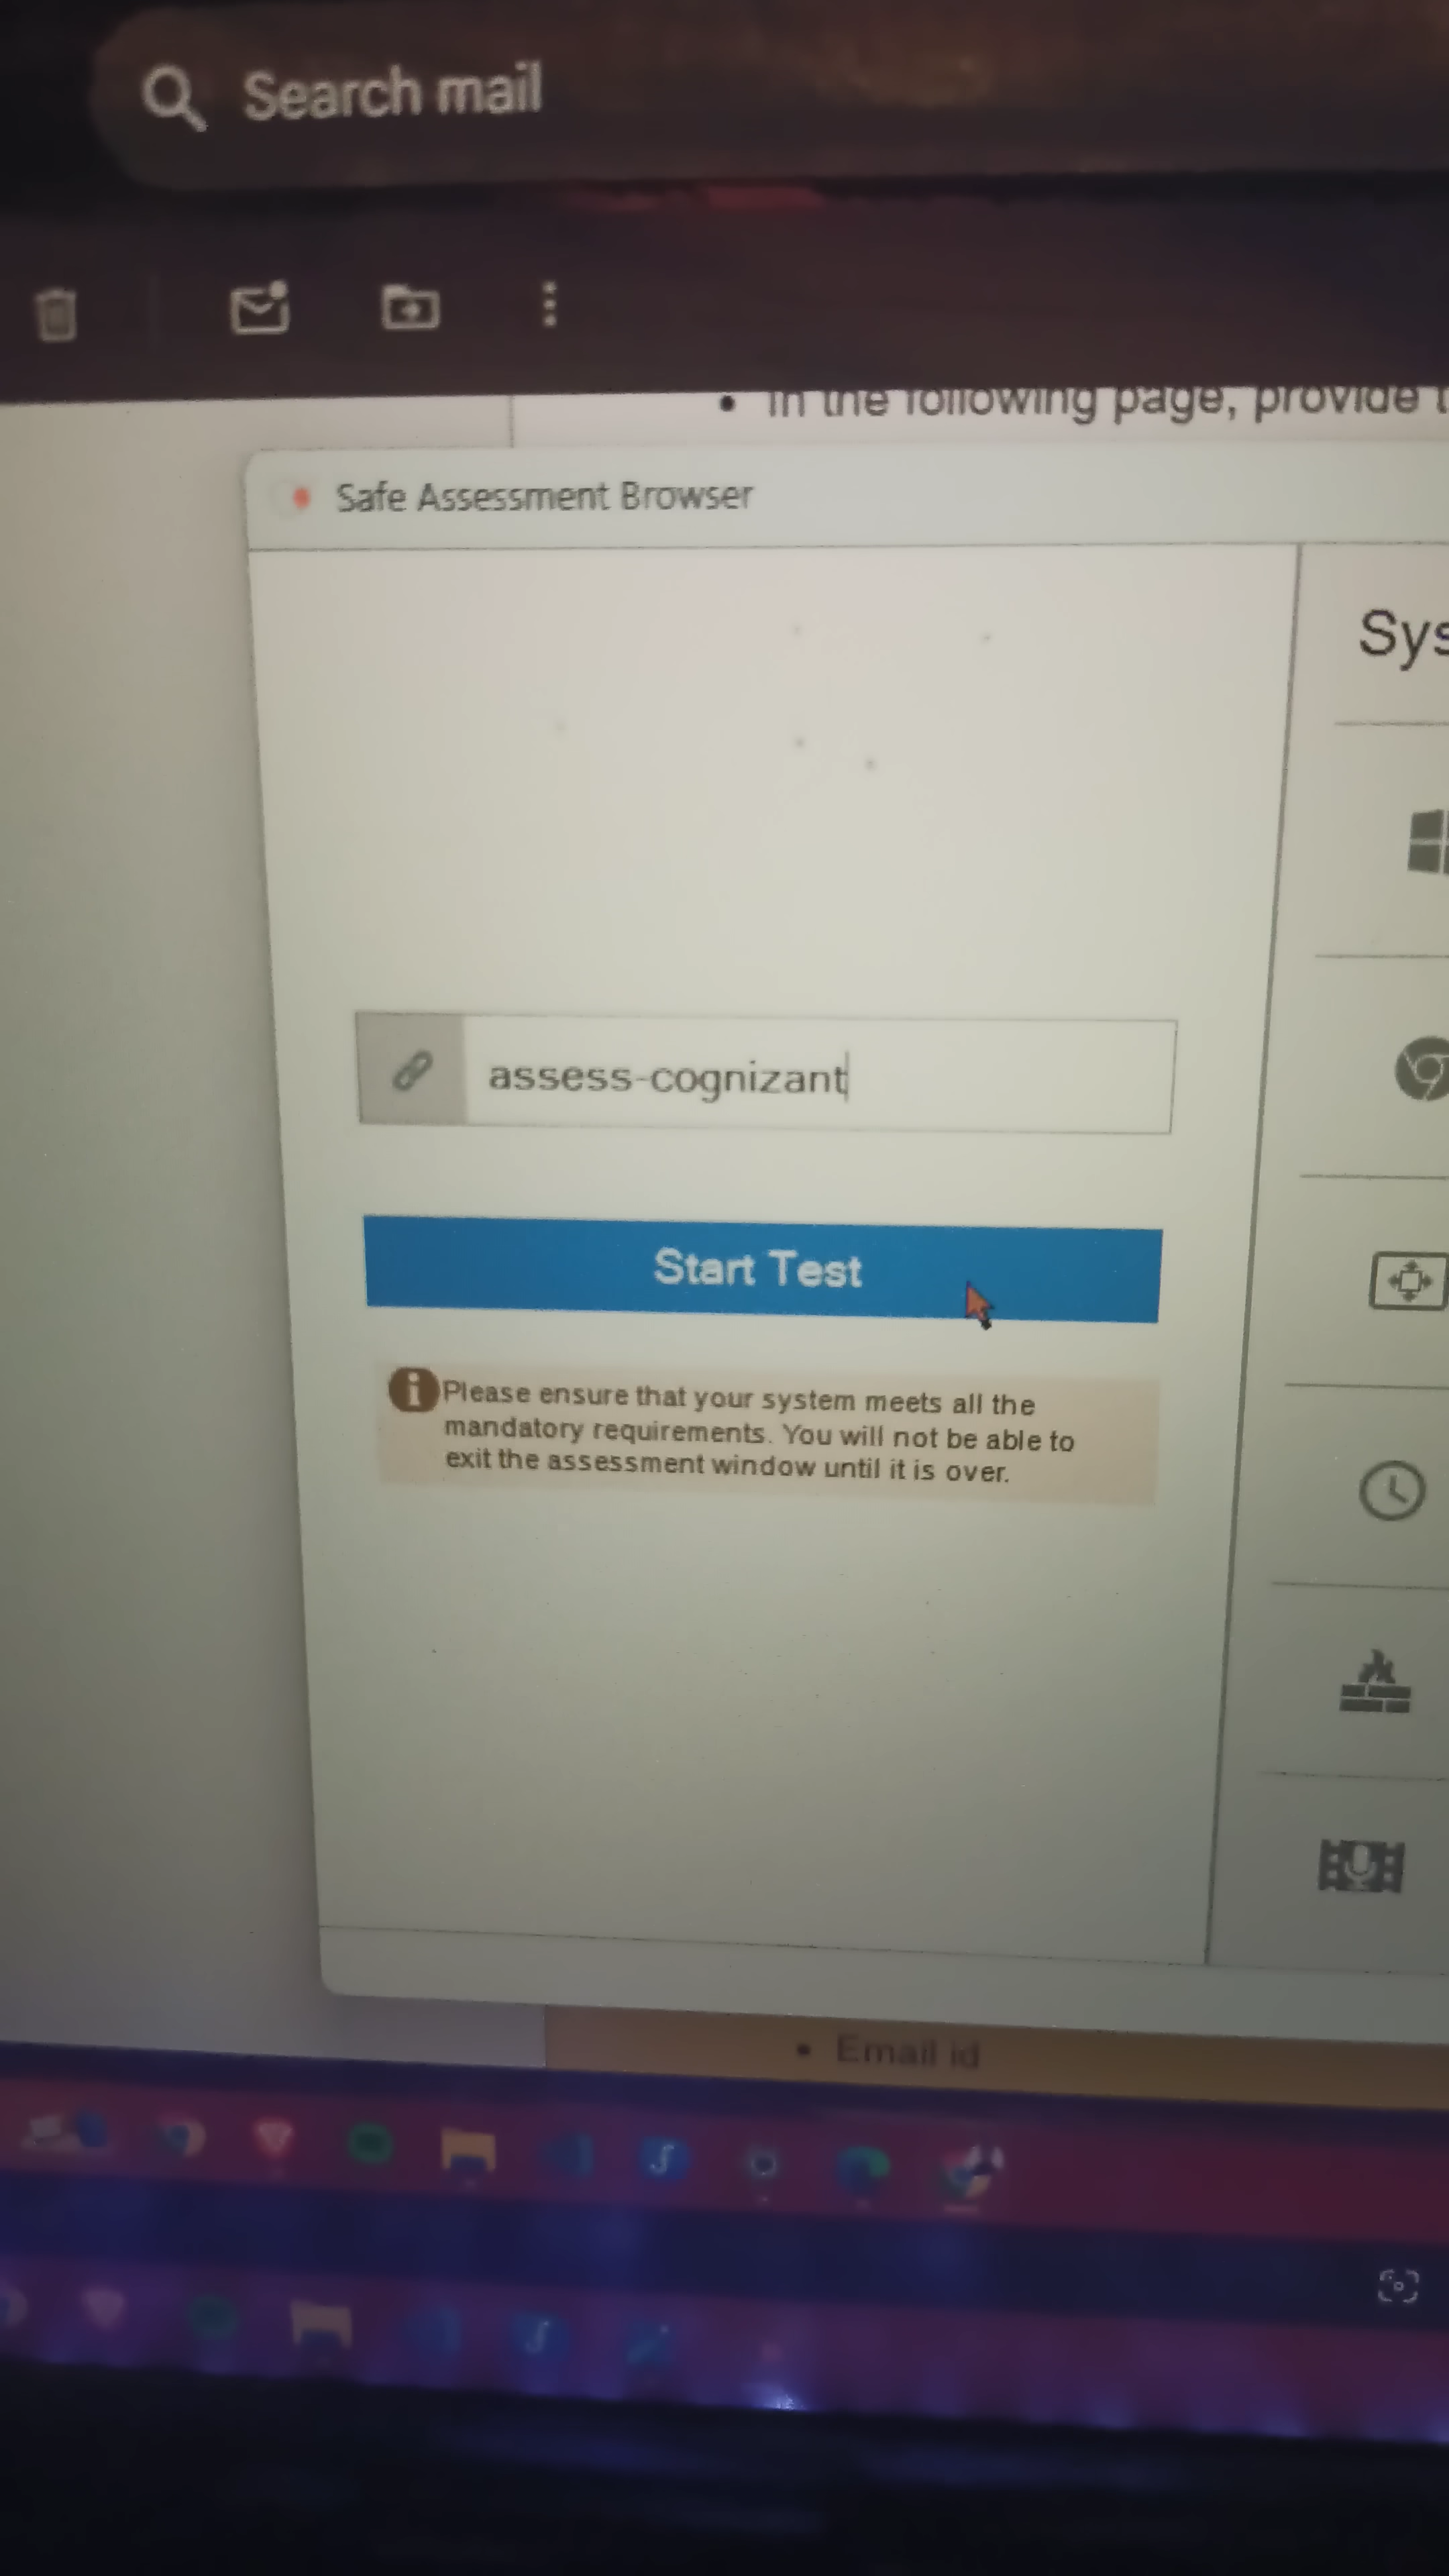 Search mail
In the following page, provide
Safe Assessment Browser
Sys
assess-cognizant
Start Test
Please ensure that your system meets all the
mandatory requirements. You will not be able to
exit the assessment window until it is over.
Email id